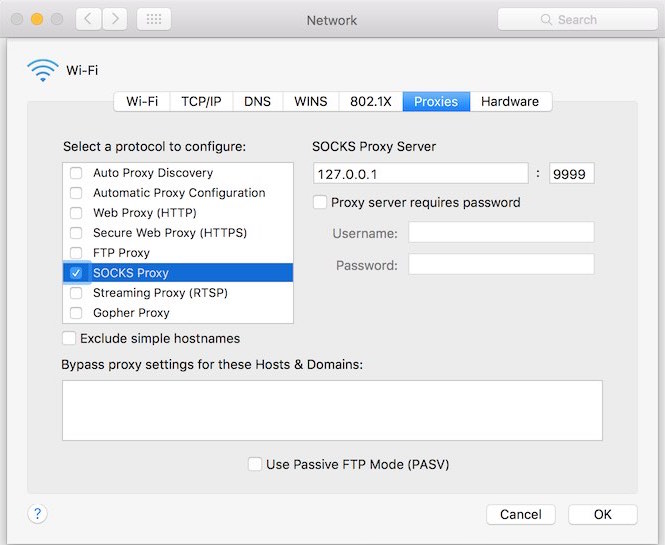 Network
Search
Wi-Fi
Wi-Fi TCP/IP DNS WINS 802.1X Proxies Hardware
Select a protocol to configure:
Auto Proxy Discovery
Automatic Proxy Configuration
Web Proxy (HTTP)
Secure Web Proxy (HTTPS)
FTP Proxy
SOCKS Proxy
Streaming Proxy (RTSP)
Gopher Proxy
Exclude simple hostnames
SOCKS Proxy Server
127.0.0.1 : 9999
Proxy server requires password
Username:
Password:
Bypass proxy settings for these Hosts & Domains:
Use Passive FTP Mode (PASV)
? Cancel OK